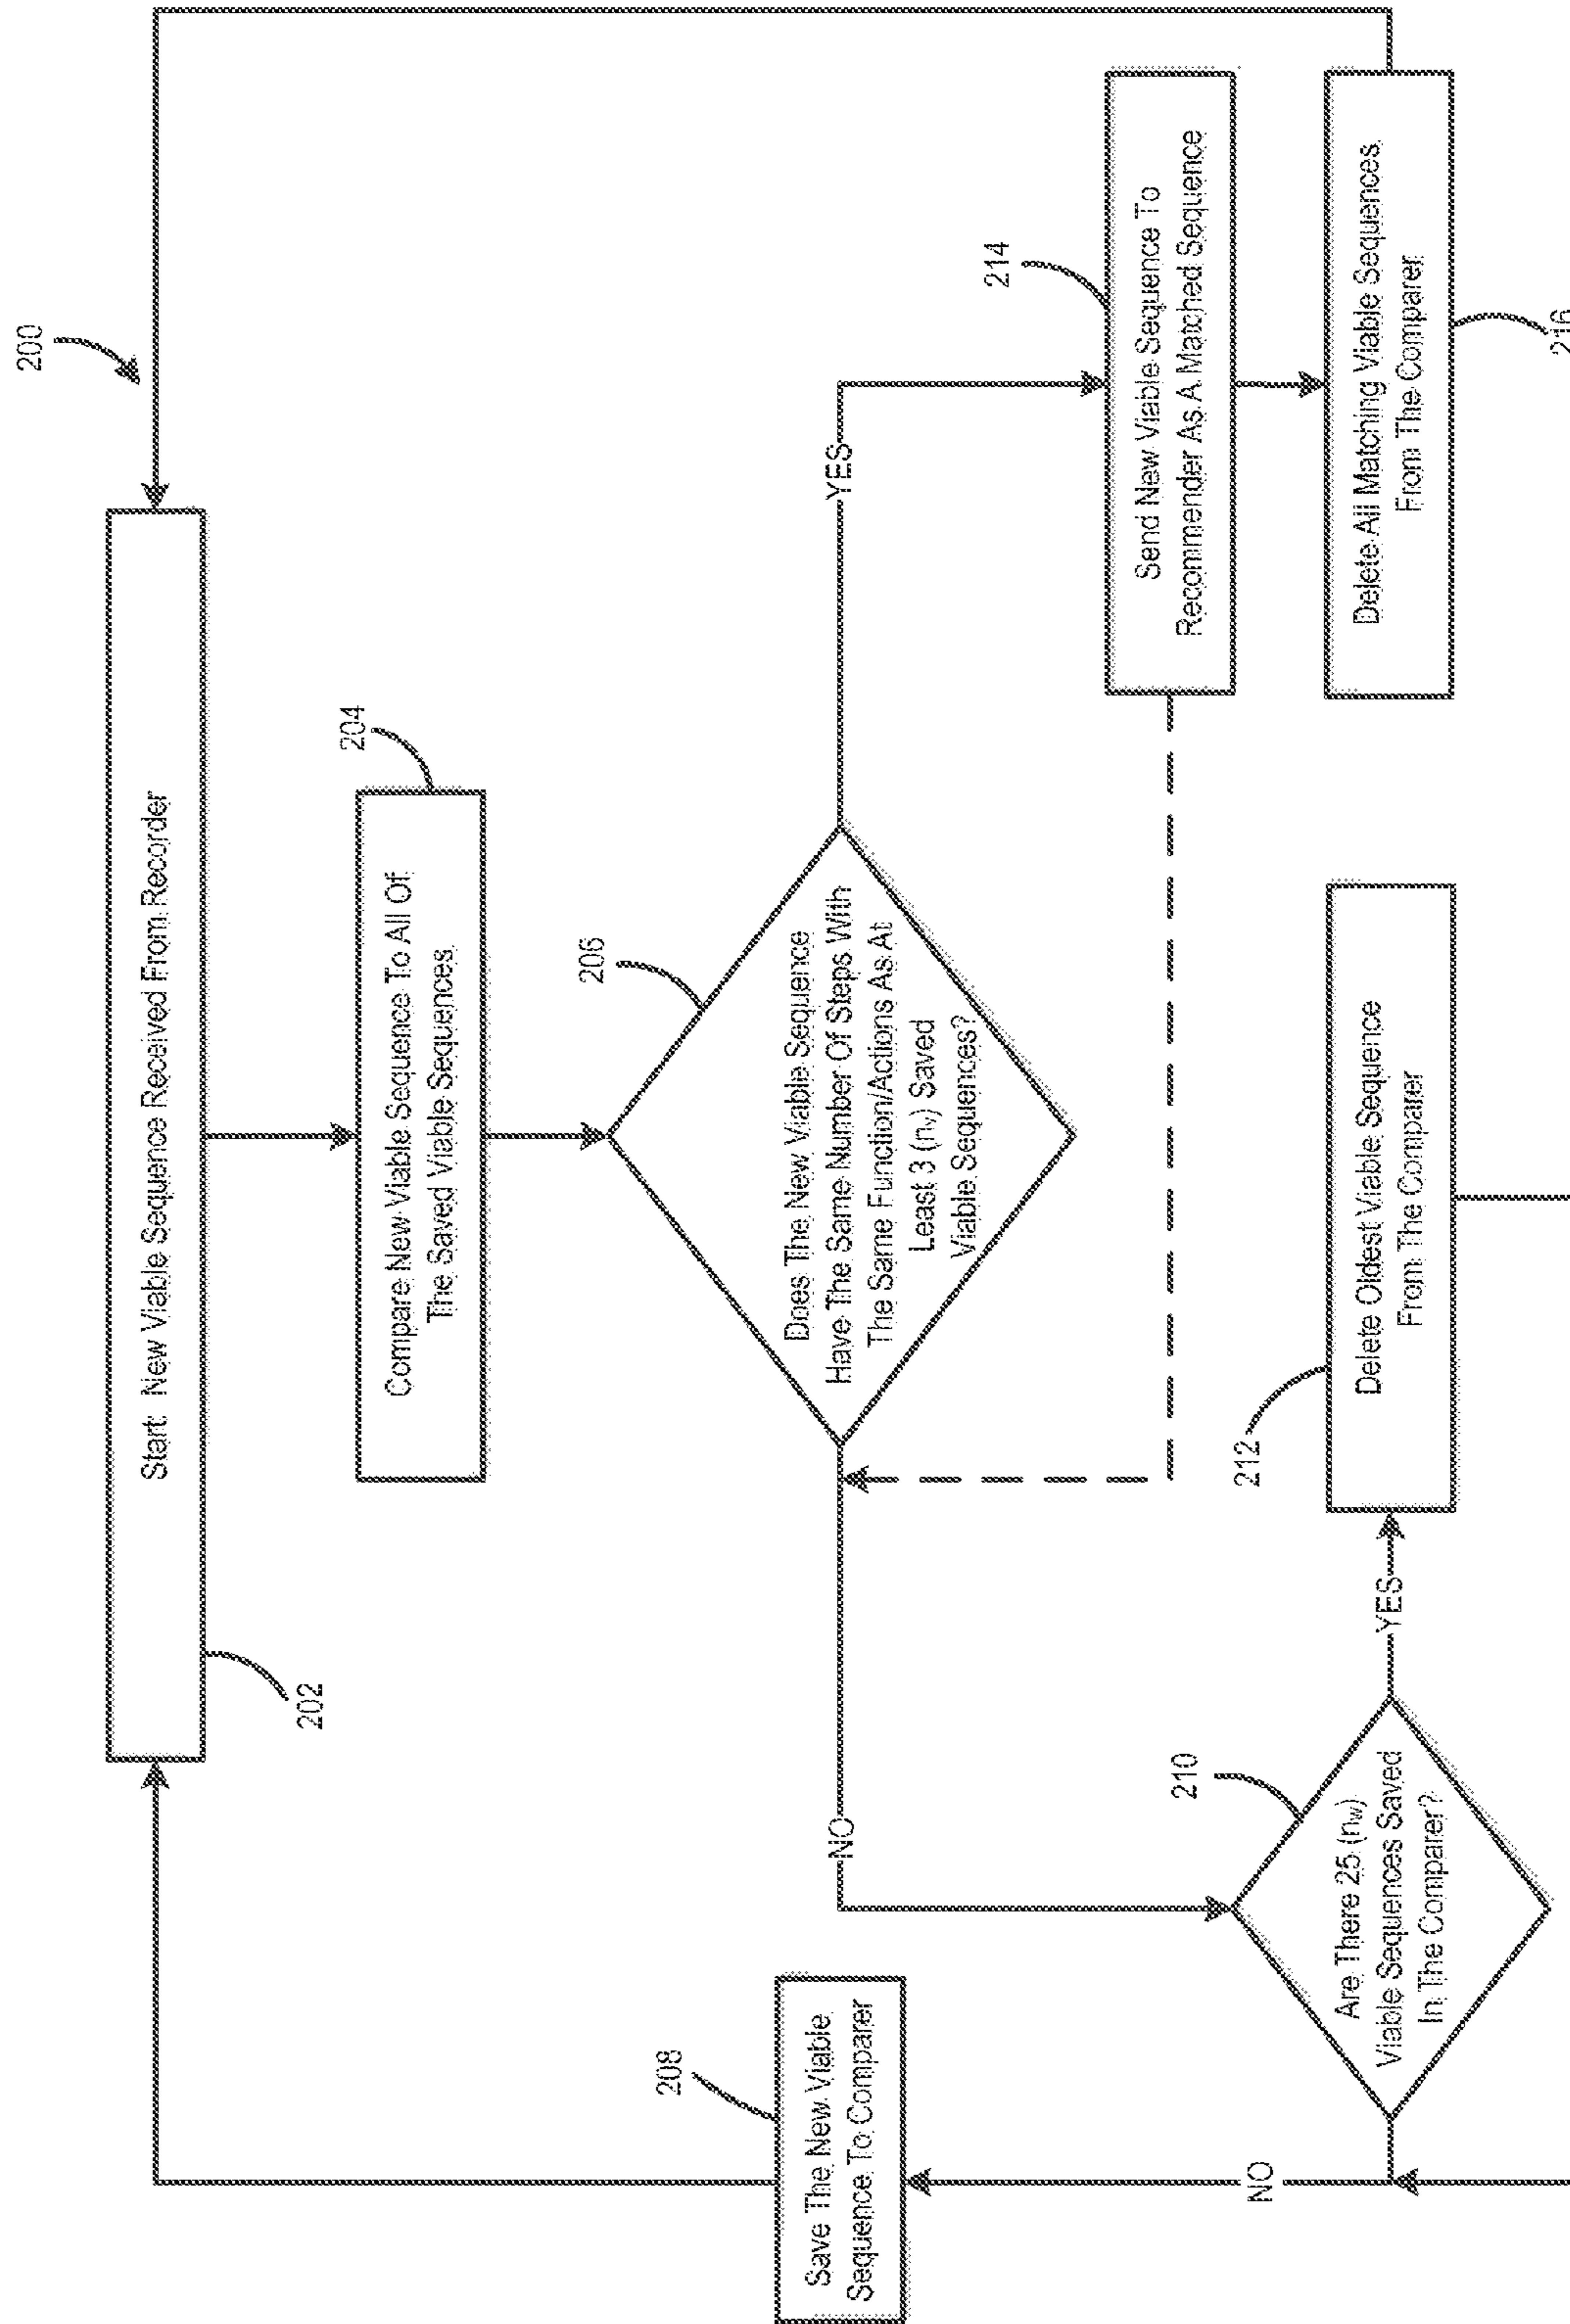 200
Start: New Viable Sequence Received From Recorder
202
204
Compare New Viable Sequence To All Of
The Saved Viable Sequences
206
Does The New Viable Sequence
Have The Same Number Of Steps With
The Same Function/Actions As At
Least 3 (nv) Saved
Viable Sequences?
YES
NO
208
Save The New Viable
Sequence To Comparer
214
Send New Viable Sequence To
Recommender As A Matched Sequence
210
Are There 25 (nw)
Viable Sequences Saved
In The Comparer?
YES
NO
212
Delete Oldest Viable Sequence
From The Comparer
Delete All Matching Viable Sequences
From The Comparer
216